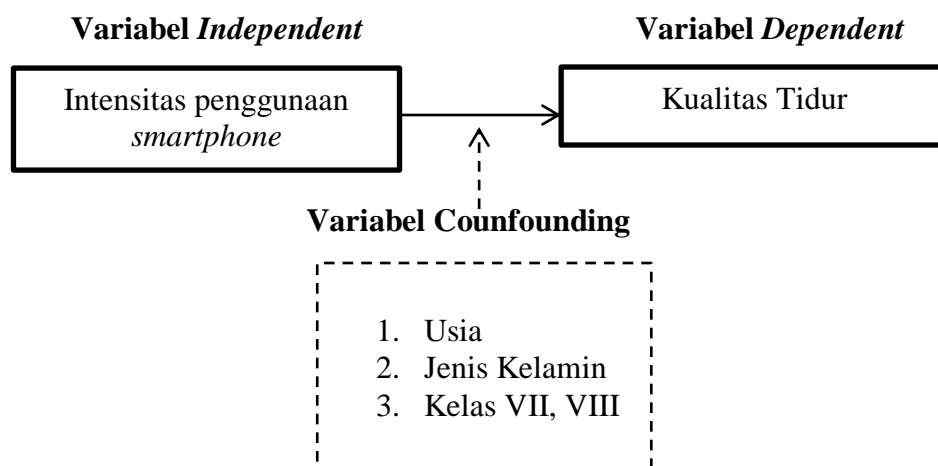 Variabel Independent
Variabel Dependent
Intensitas penggunaan
smartphone
Kualitas Tidur
Variabel Counfounding
1. Usia
2. Jenis Kelamin
3. Kelas VII, VIII